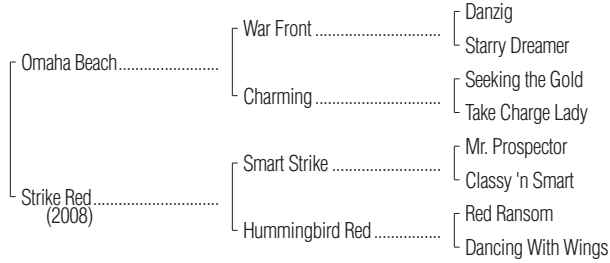 Danzig
War Front
Starry Dreamer
Omaha Beach
Seeking the Gold
Charming
Take Charge Lady
Mr. Prospector
Smart Strike
Classy 'n Smart
Strike Red
(2008)
Red Ransom
Hummingbird Red
Dancing With Wings